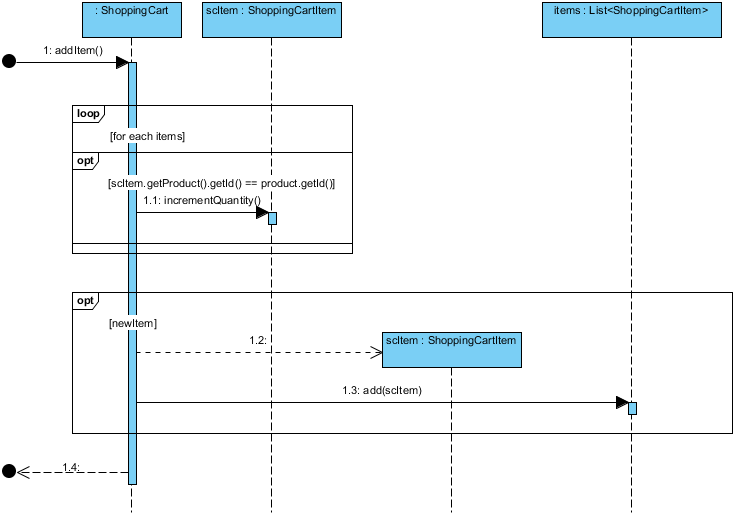 : ShoppingCart
scItem : ShoppingCartItem
items : List<ShoppingCartItem>
1: addItem()
loop
[for each items]
opt
[scItem.getProduct().getId() == product.getId()]
1.1: incrementQuantity()
opt
[newItem]
1.2:
scItem : ShoppingCartItem
1.3: add(scItem)
1.4: